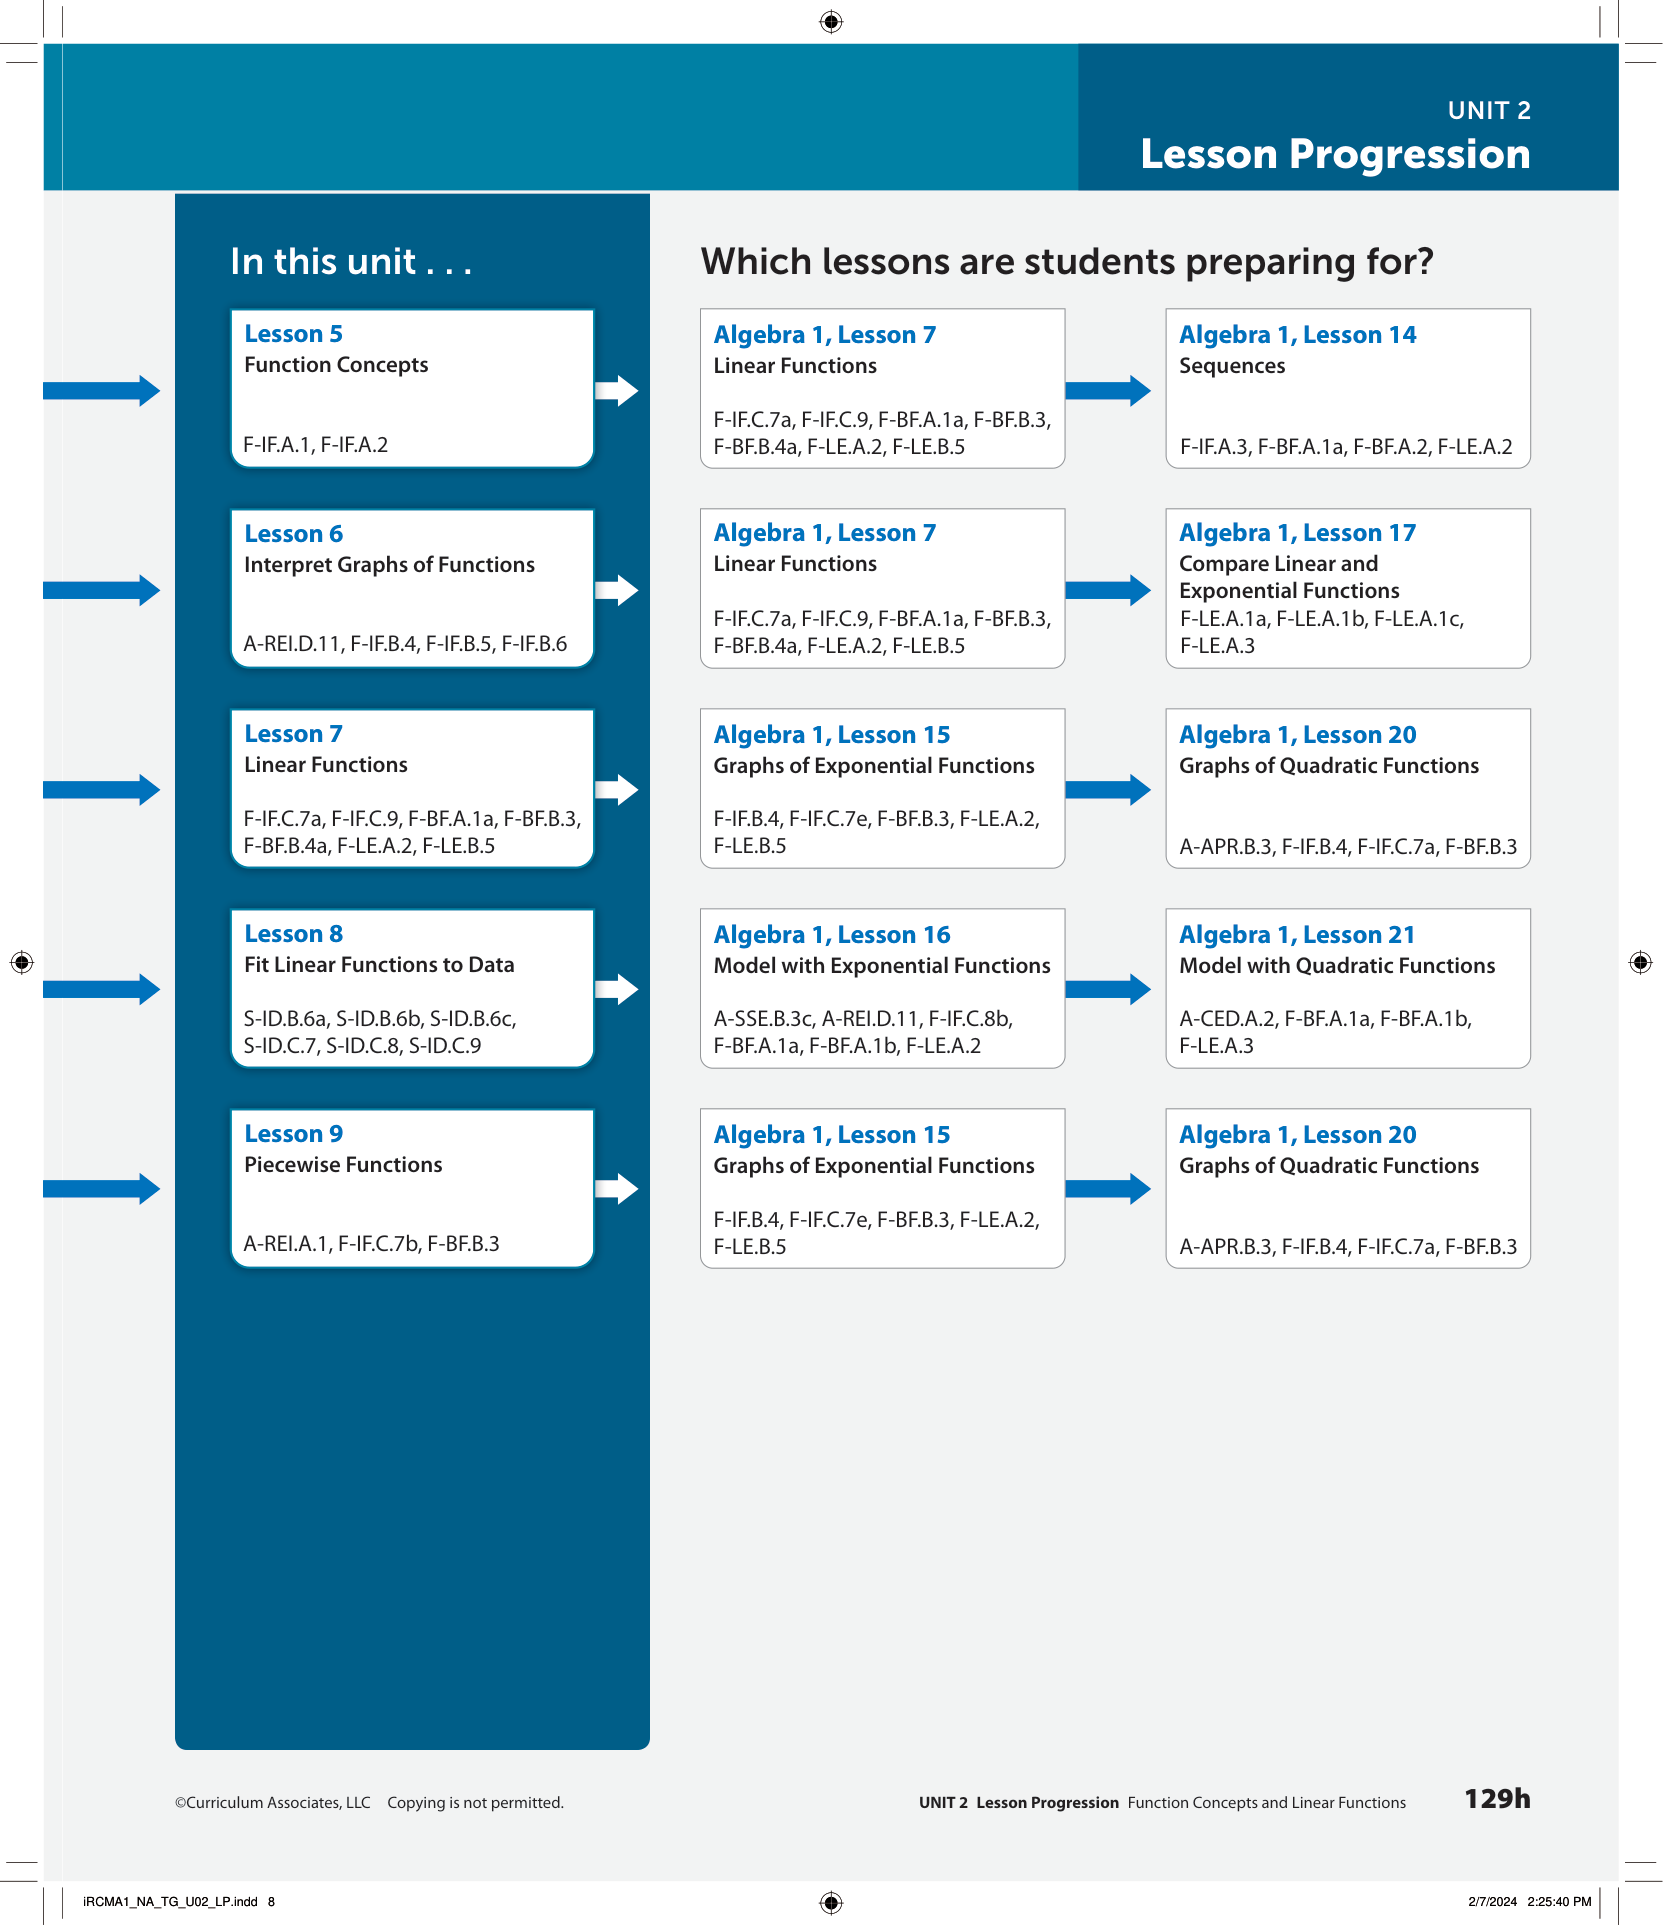 UNIT 2
Lesson Progression
In this unit . . .
Which lessons are students preparing for?
Lesson 5
Function Concepts
F-IF.A.1, F-IF.A.2
Algebra 1, Lesson 7
Linear Functions
F-IF.C.7a, F-IF.C.9, F-BF.A.1a, F-BF.B.3,
F-BF.B.4a, F-LE.A.2, F-LE.B.5
Algebra 1, Lesson 14
Sequences
F-IF.A.3, F-BF.A.1a, F-BF.A.2, F-LE.A.2
Lesson 6
Interpret Graphs of Functions
A-REI.D.11, F-IF.B.4, F-IF.B.5, F-IF.B.6
Algebra 1, Lesson 7
Linear Functions
F-IF.C.7a, F-IF.C.9, F-BF.A.1a, F-BF.B.3,
F-BF.B.4a, F-LE.A.2, F-LE.B.5
Algebra 1, Lesson 17
Compare Linear and
Exponential Functions
F-LE.A.1a, F-LE.A.1b, F-LE.A.1c,
F-LE.A.3
Lesson 7
Linear Functions
F-IF.C.7a, F-IF.C.9, F-BF.A.1a, F-BF.B.3,
F-BF.B.4a, F-LE.A.2, F-LE.B.5
Algebra 1, Lesson 15
Graphs of Exponential Functions
F-IF.B.4, F-IF.C.7e, F-BF.B.3, F-LE.A.2,
F-LE.B.5
Algebra 1, Lesson 20
Graphs of Quadratic Functions
A-APR.B.3, F-IF.B.4, F-IF.C.7a, F-BF.B.3
Lesson 8
Fit Linear Functions to Data
S-ID.B.6a, S-ID.B.6b, S-ID.B.6c,
S-ID.C.7, S-ID.C.8, S-ID.C.9
Algebra 1, Lesson 16
Model with Exponential Functions
A-SSE.B.3c, A-REI.D.11, F-IF.C.8b,
F-BF.A.1a, F-BF.A.1b, F-LE.A.2
Algebra 1, Lesson 21
Model with Quadratic Functions
A-CED.A.2, F-BF.A.1a, F-BF.A.1b,
F-LE.A.3
Lesson 9
Piecewise Functions
A-REI.A.1, F-IF.C.7b, F-BF.B.3
Algebra 1, Lesson 15
Graphs of Exponential Functions
F-IF.B.4, F-IF.C.7e, F-BF.B.3, F-LE.A.2,
F-LE.B.5
Algebra 1, Lesson 20
Graphs of Quadratic Functions
A-APR.B.3, F-IF.B.4, F-IF.C.7a, F-BF.B.3
©Curriculum Associates, LLC Copying is not permitted.
UNIT 2 Lesson Progression Function Concepts and Linear Functions 129h
iRCMA1_NA_TG_U02_LP.indd 8
2/7/2024 2:25:40 PM